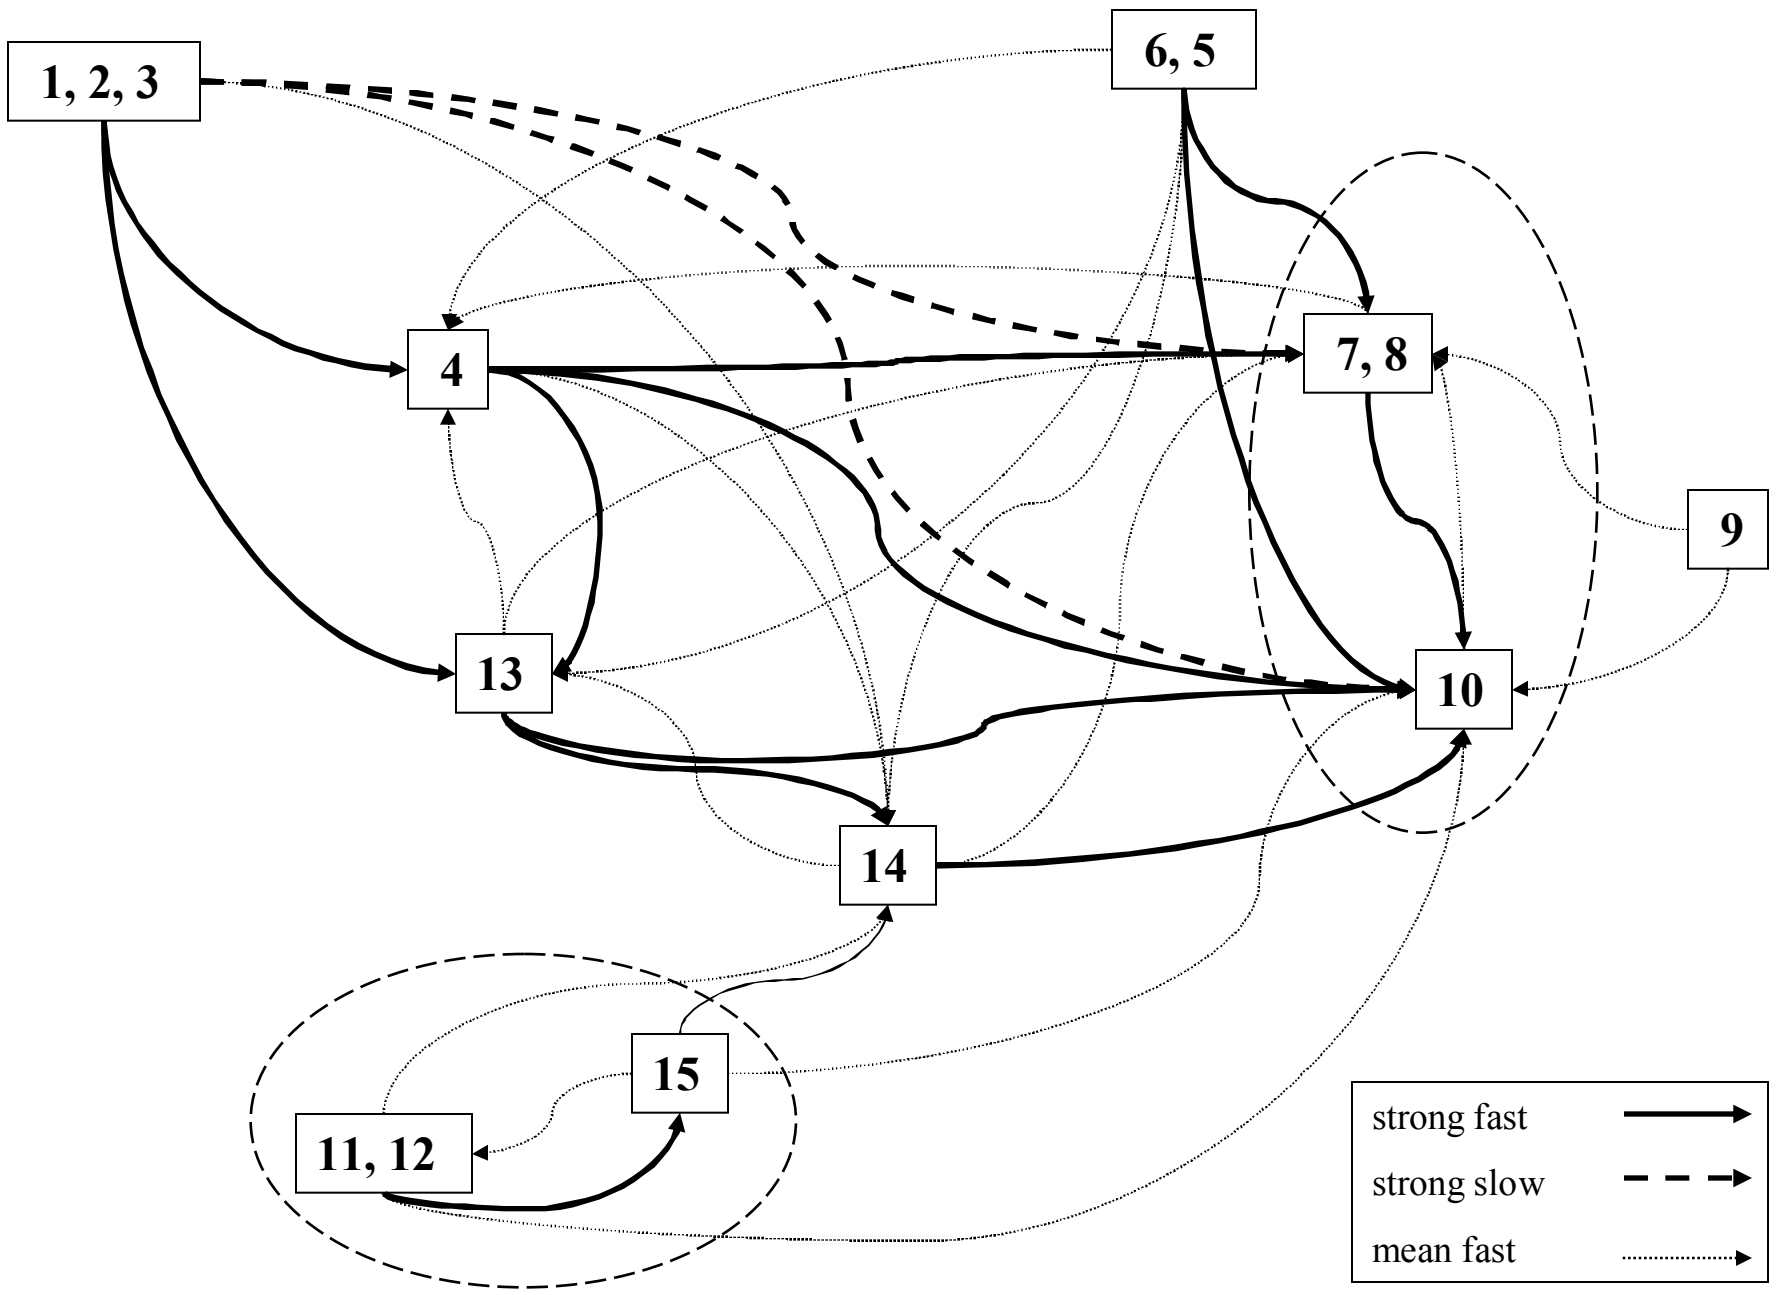 6, 5
1, 2, 3
7, 8
4
9
13
10
14
15
11, 12
strong fast
strong slow
mean fast